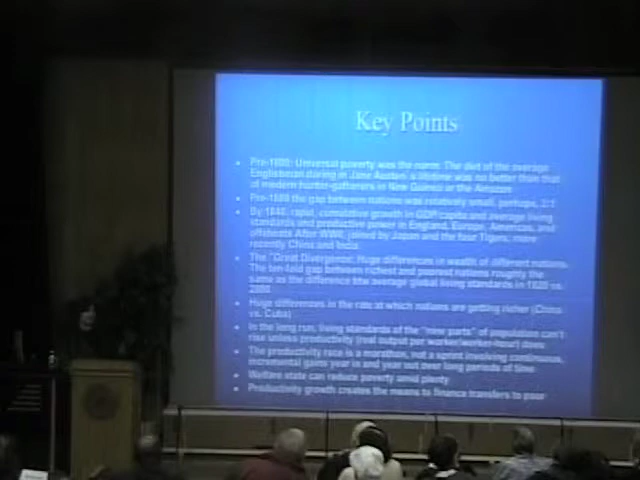 Key Points
• Pre-1800: Universal poverty was the norm: The diet of the average
Englishman during in Jane Austen's lifetime was no better than that
of modern hunter-gatherers in New Guinea or the Amazon
• Pre-1800 the gap between nations was relatively small, perhaps, 2:1
• By 1840, rapid, cumulative growth in GDP/capita and average living
standards and productive power in England, Europe, Americas, and
offshoots After WWII, joined by Japan and the four Tigers, more
recently China and India
• The "Great Divergence: Huge differences in wealth of different nations.
The ten-fold gap between richest and poorest nations roughly the
same as the difference btw average global living standards in 1820 vs.
2000
• Huge differences in the rate at which nations are getting richer (China
vs. Cuba)
• In the long run, living standards of the of population can't
rise unless productivity (real output per worker/worker-hour) does
• The productivity race is a marathon, not a sprint involving continuous,
incremental gains year in and year out over long periods of time
• Welfare state can reduce poverty amid plenty
• Productivity growth creates the means to finance transfers to poor